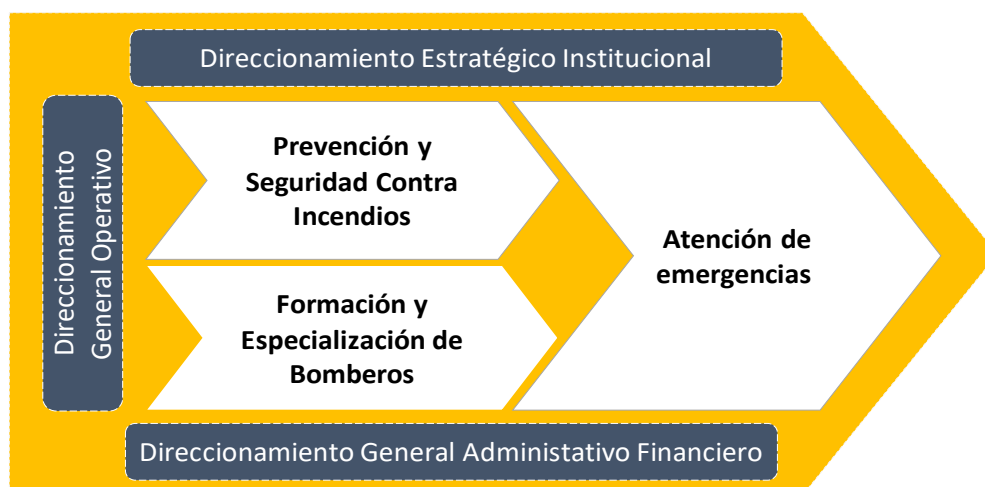 Direccionamiento Estratégico Institucional
Direccionamiento
General Operativo
Prevención y
Seguridad Contra
Incendios
Formación y
Especialización de
Bomberos
Atención de
emergencias
Direccionamiento General Administativo Financiero